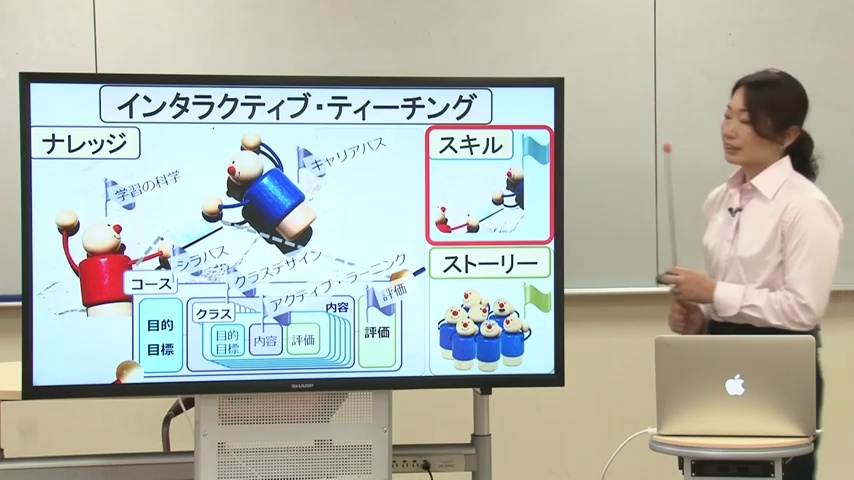 インタラクティブ・ティーチング
ナレッジ
スキル
キャリアパス
学習の科学
シラバス
クラスデザイン
アクティブ・ラーニング
評価
ストーリー
コース
目的
目標
クラス
内容
目的
目標
内容
評価
評価
SHARP